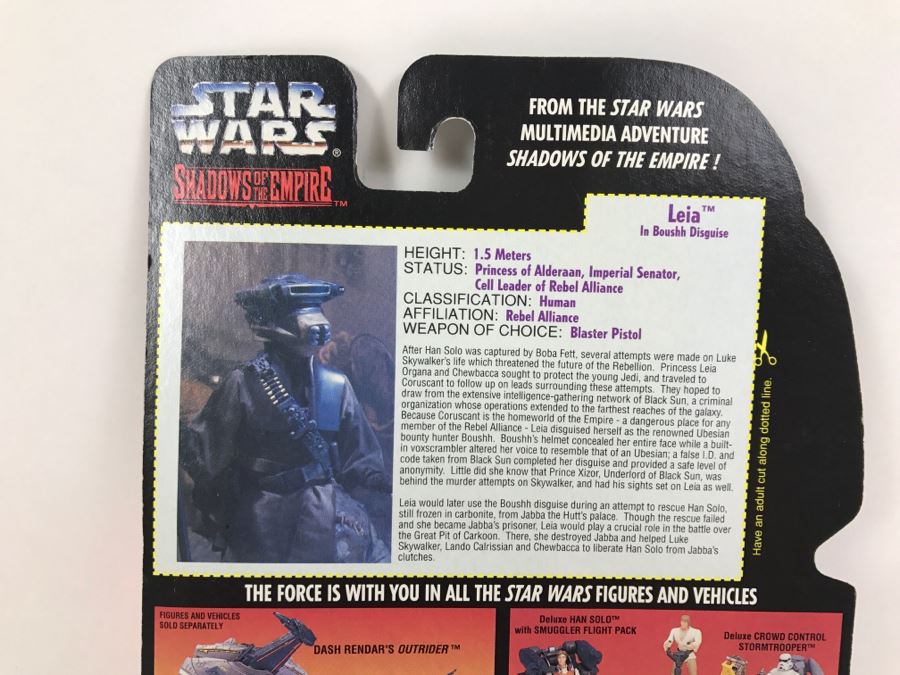 STAR
WARS®
SHADOWS OF THE EMPIRE™
FROM THE STAR WARS
MULTIMEDIA ADVENTURE
SHADOWS OF THE EMPIRE !
Leia™
In Boushh Disguise
HEIGHT: 1.5 Meters
STATUS: Princess of Alderaan, Imperial Senator,
Cell Leader of Rebel Alliance
CLASSIFICATION: Human
AFFILIATION: Rebel Alliance
WEAPON OF CHOICE: Blaster Pistol
After Han Solo was captured by Boba Fett, several attempts were made on Luke
Skywalker's life which threatened the future of the Rebellion. Princess Leia
Organa and Chewbacca sought to protect the young Jedi, and traveled to
Coruscant to follow up on leads surrounding these attempts. They hoped to
draw from the extensive intelligence-gathering network of Black Sun, a criminal
organization whose operations extended to the farthest reaches of the galaxy.
Because Coruscant is the homeworld of the Empire - a dangerous place for any
member of the Rebel Alliance - Leia disguised herself as the renowned Ubesian
bounty hunter Boushh. Boushh's helmet concealed her entire face while a built-
in voxscrambler altered her voice to resemble that of an Ubesian; a false I.D. and
code taken from Black Sun completed her disguise and provided a safe level of
anonymity. Little did she know that Prince Xizor, Underlord of Black Sun, was
behind the murder attempts on Skywalker, and had his sights set on Leia as well.
Leia would later use the Boushh disguise during an attempt to rescue Han Solo,
still frozen in carbonite, from Jabba the Hutt's palace. Though the rescue failed
and she became Jabba's prisoner, Leia would play a crucial role in the battle over
the Great Pit of Carkoon. There, she destroyed Jabba and helped Luke
Skywalker, Lando Calrissian and Chewbacca to liberate Han Solo from Jabba's
clutches.
Have an adult cut along dotted line.
THE FORCE IS WITH YOU IN ALL THE STAR WARS FIGURES AND VEHICLES
FIGURES AND VEHICLES
SOLD SEPARATELY
DASH RENDAR'S OUTRIDER™
Deluxe HAN SOLO™
with SMUGGLER FLIGHT PACK
Deluxe CROWD CONTROL
STORMTROOPER™